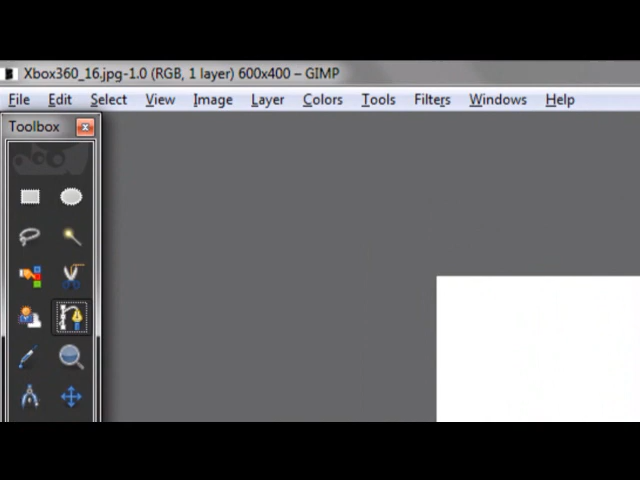 Xbox360_16.jpg-1.0 (RGB, 1 layer) 600x400 – GIMP
File Edit Select View Image Layer Colors Tools Filters Windows Help
Toolbox